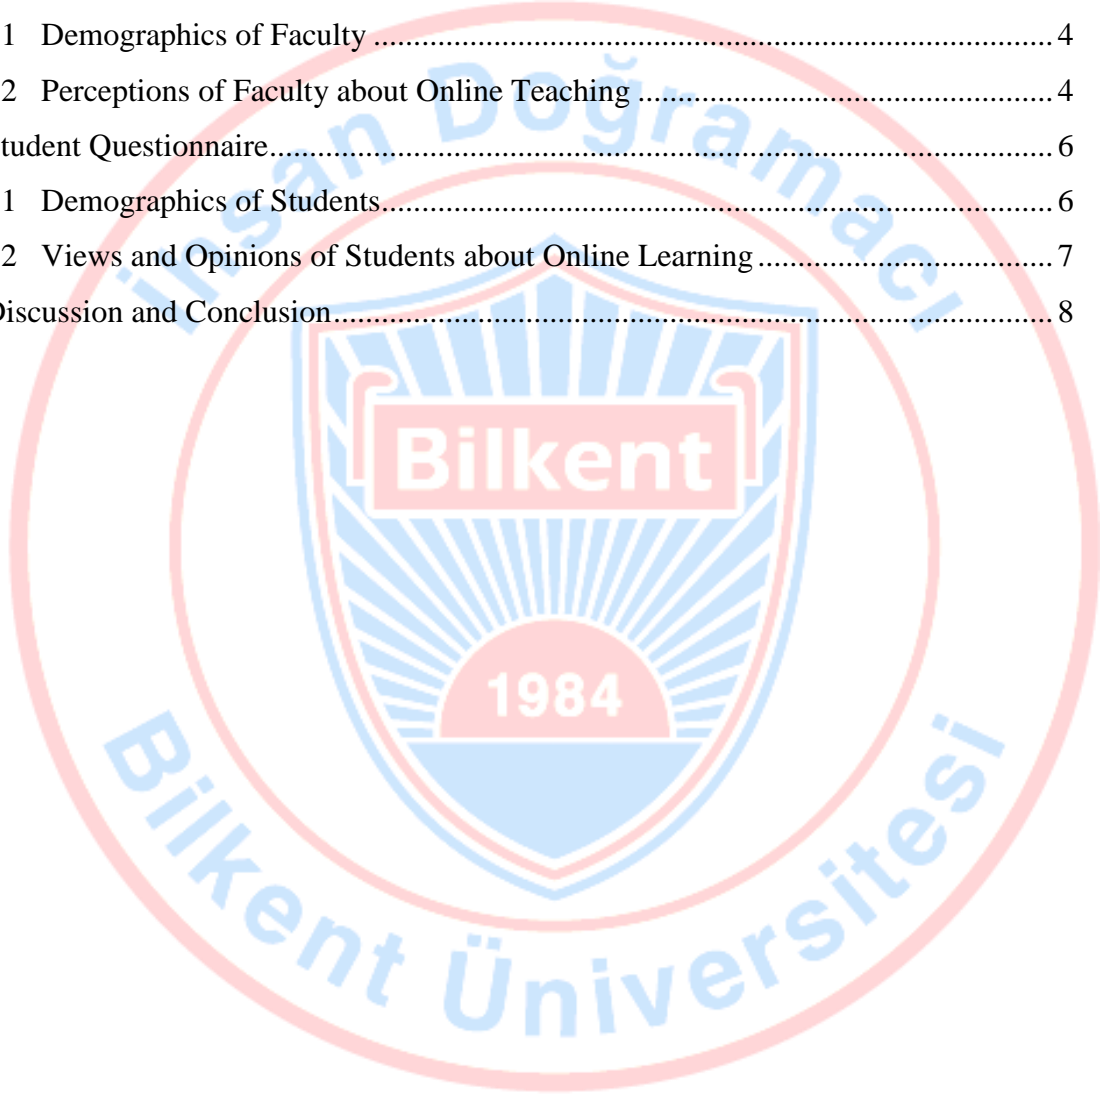 1 Demographics of Faculty ........................................................................................ 4
2 Perceptions of Faculty about Online Teaching ..................................................... 4
tudent Questionnaire..................................................................................................... 6
1 Demographics of Students...................................................................................... 6
2 Views and Opinions of Students about Online Learning ...................................... 7
Discussion and Conclusion............................................................................................. 8
İhsan Doğramacı
Bilkent
1984
Bilkent Üniversitesi